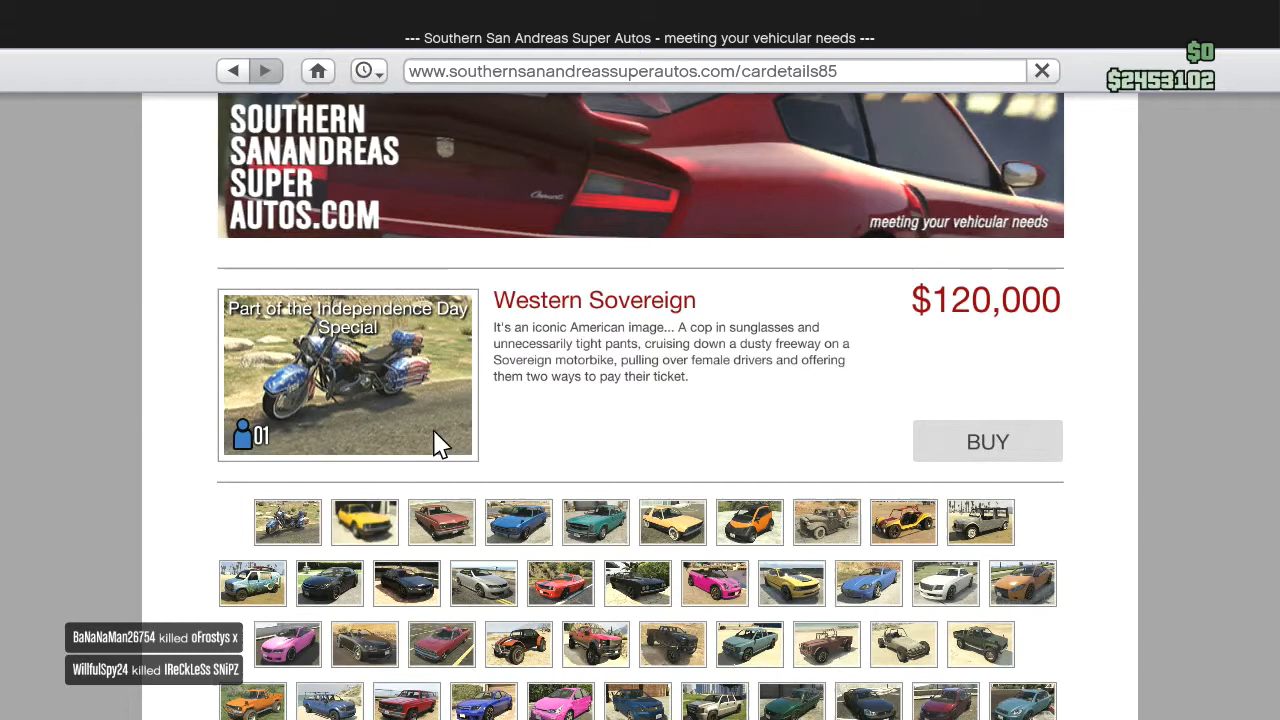 --- Southern San Andreas Super Autos - meeting your vehicular needs ---
$0
www.southernsanandreassuperautos.com/cardetails85
$2453102
SOUTHERN
SANANDREAS
SUPER
AUTOS.COM
meeting your vehicular needs
Part of the Independence Day
Special
01
Western Sovereign
$120,000
It's an iconic American image... A cop in sunglasses and
unnecessarily tight pants, cruising down a dusty freeway on a
Sovereign motorbike, pulling over female drivers and offering
them two ways to pay their ticket.
BUY
BaNaNaMan26754 killed oFrostys x
WillfulSpy24 killed IReCkLeSs SNiPZ